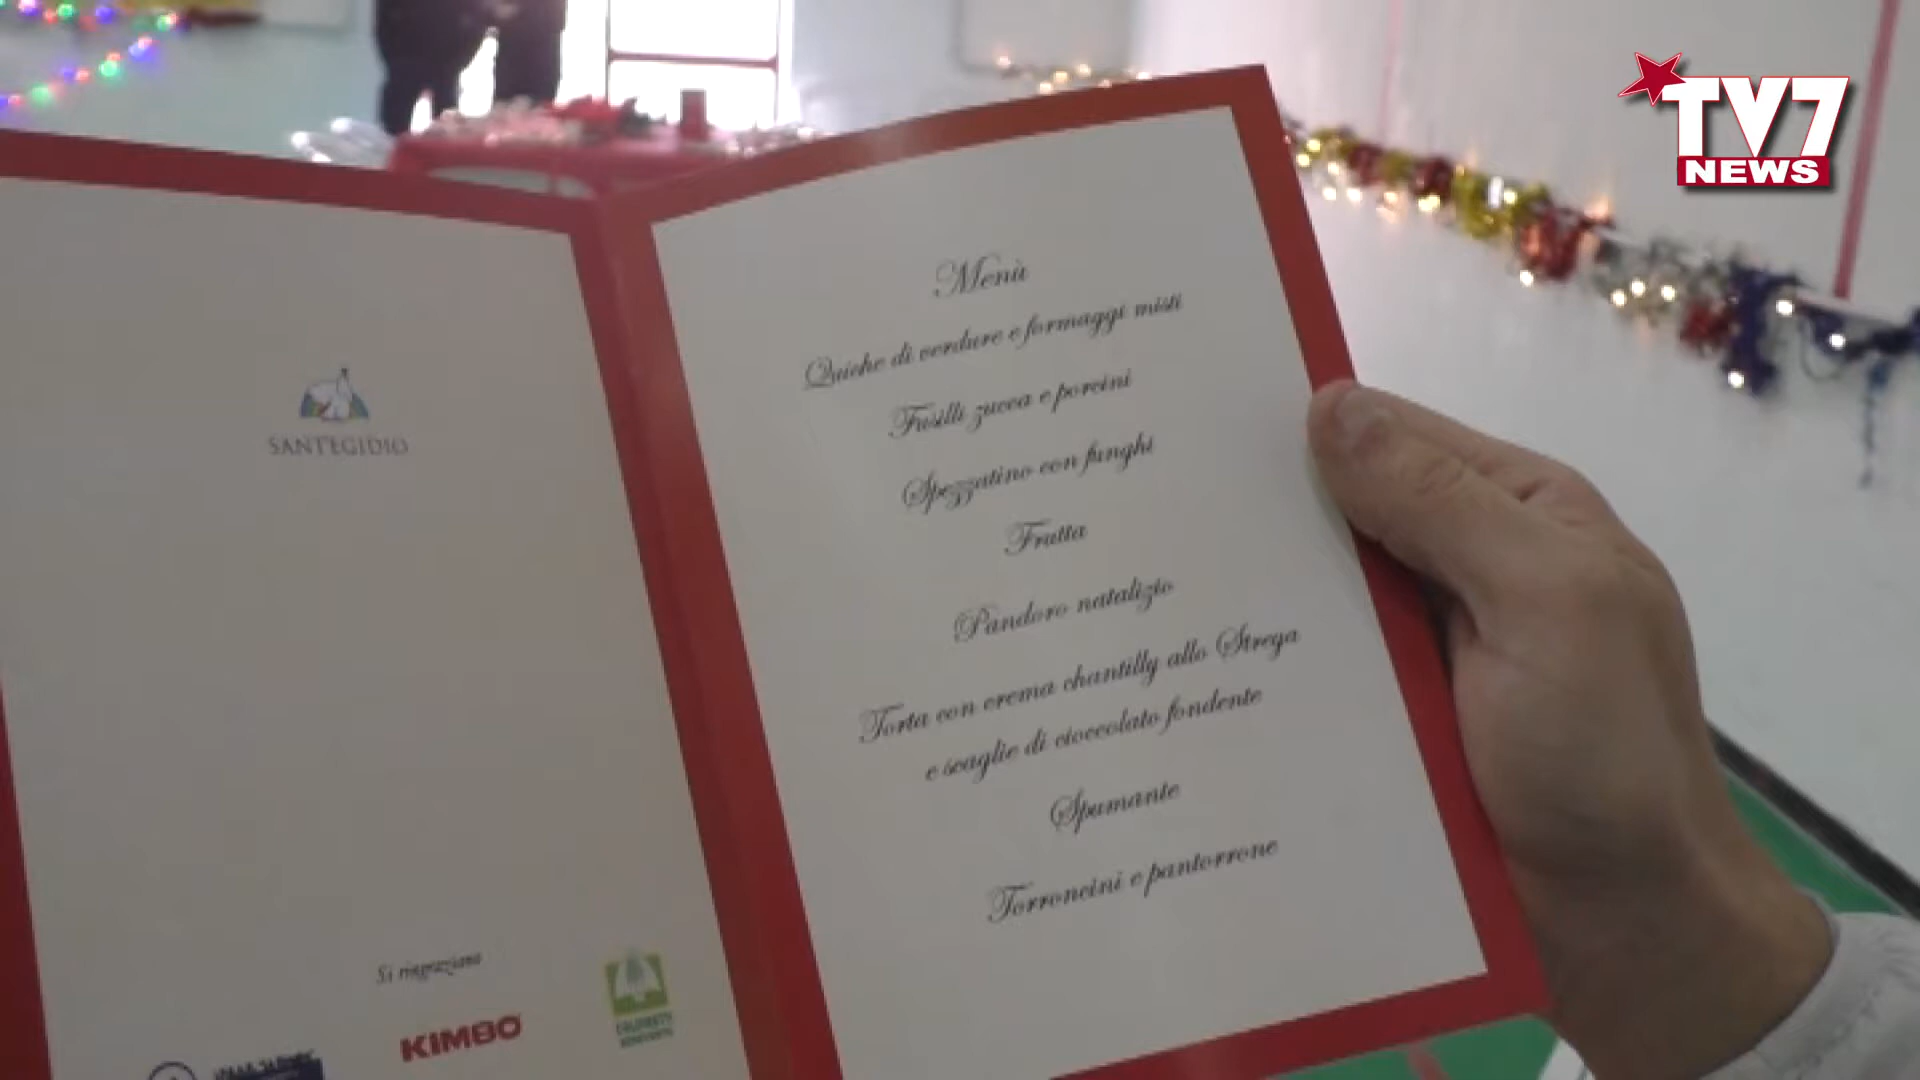 TV7
NEWS
SANT'EGIDIO
Si ringraziano
KIMBO
Menù
Quiche di verdure e formaggi misti
Fusilli zucca e porcini
Spezzatino con funghi
Frutta
Pandoro natalizio
Torta con crema chantilly allo Strega
e scaglie di cioccolato fondente
Spumante
Torroncini e pantorrone